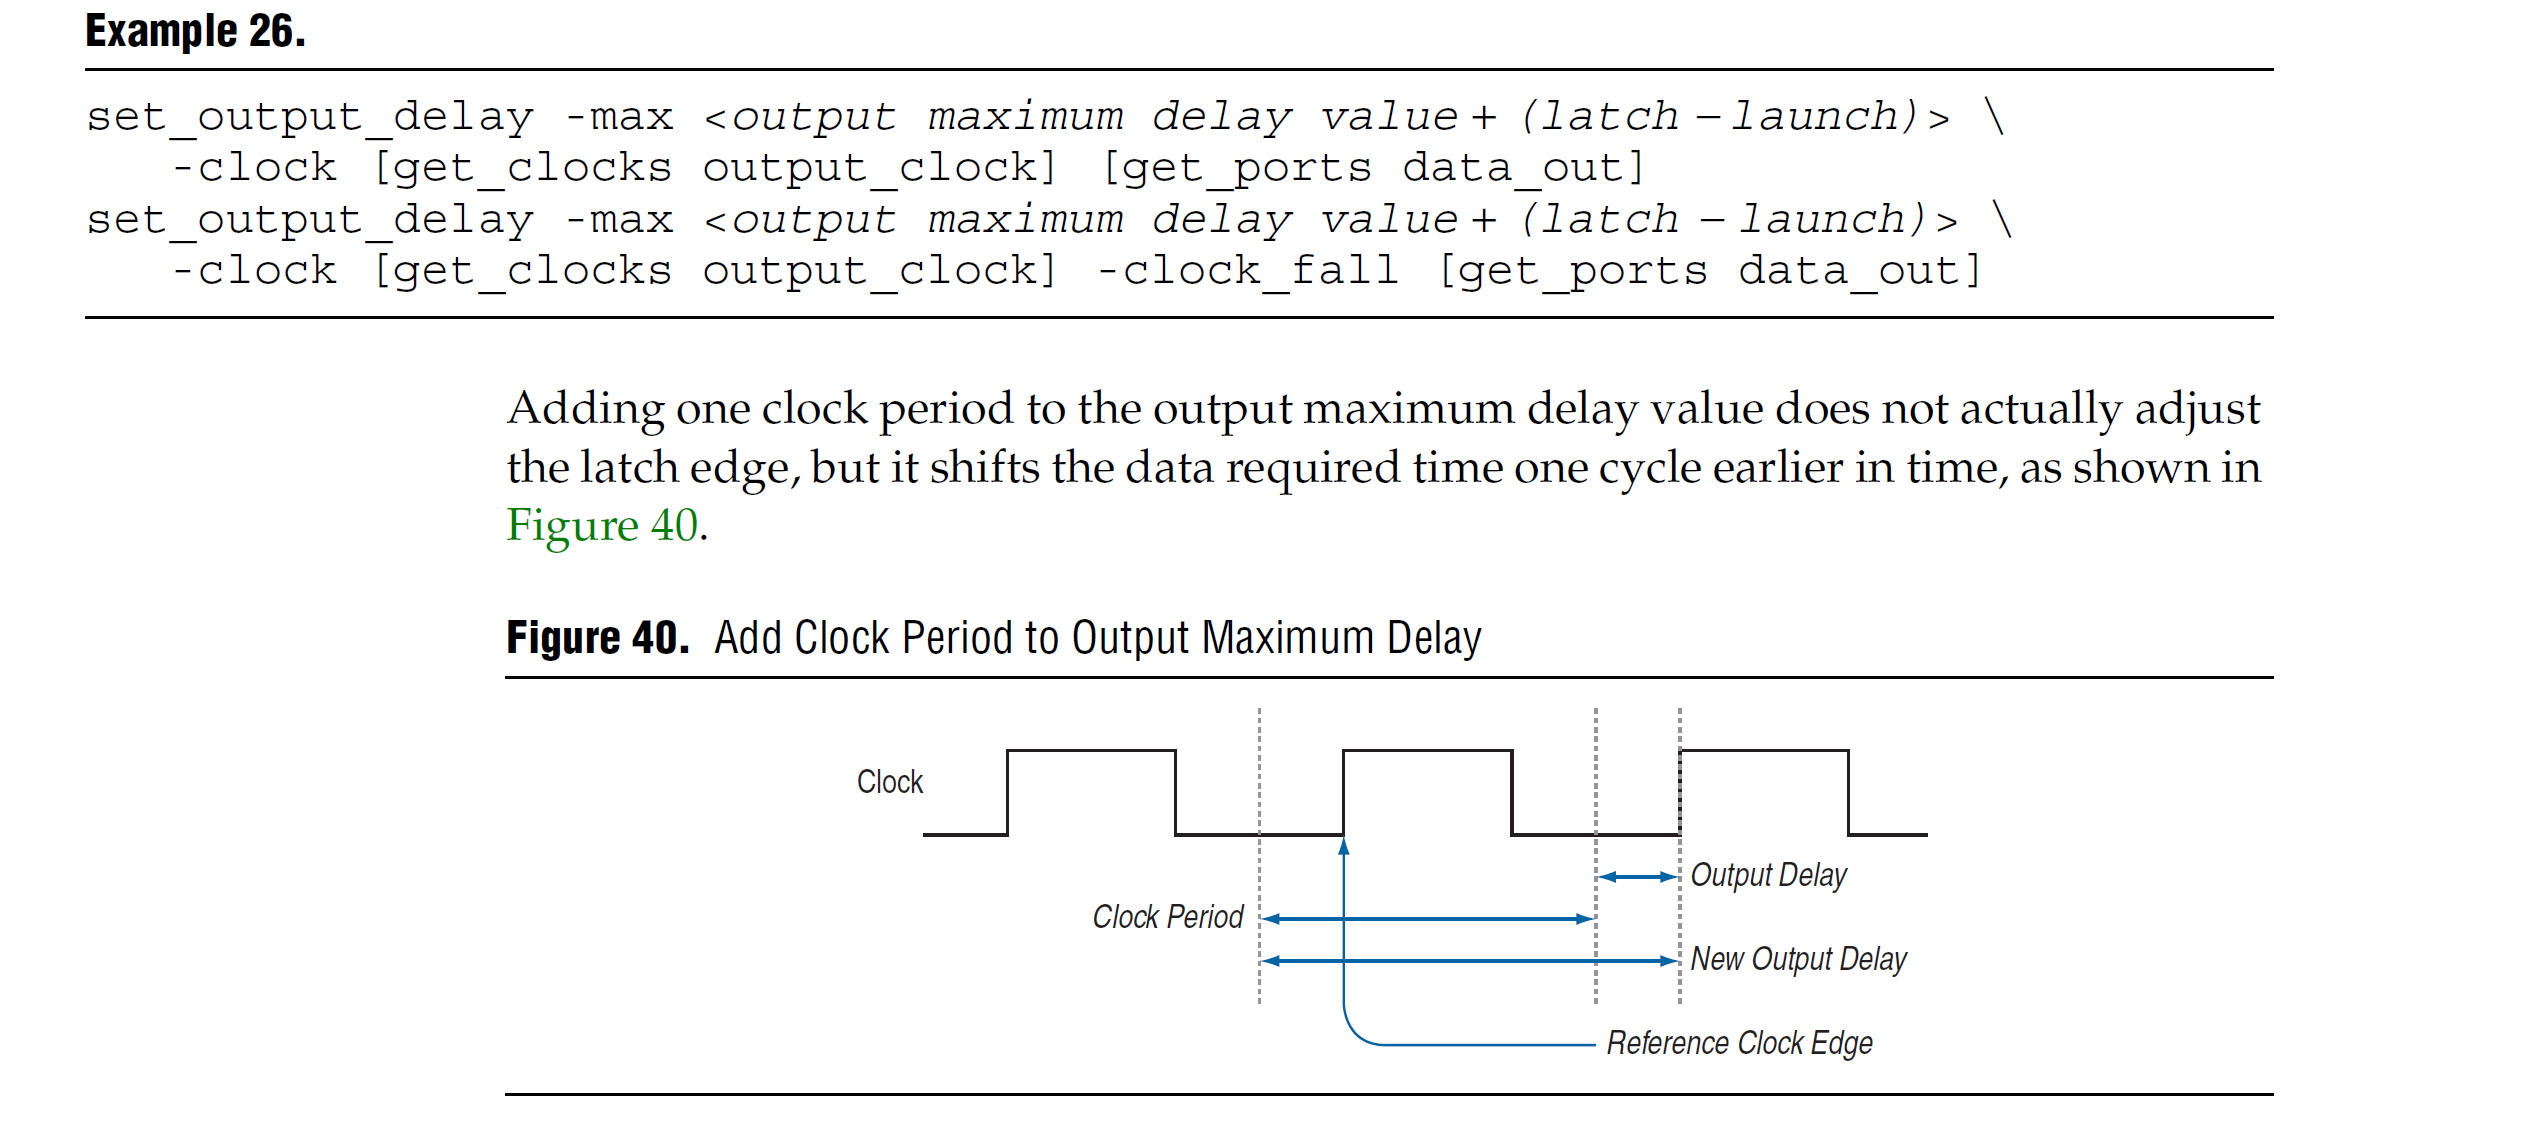 Example 26.
set_output_delay -max <output maximum delay value + (latch – launch)> \
-clock [get_clocks output_clock] [get_ports data_out]
set_output_delay -max <output maximum delay value + (latch – launch)> \
-clock [get_clocks output_clock] -clock_fall [get_ports data_out]
Adding one clock period to the output maximum delay value does not actually adjust
the latch edge, but it shifts the data required time one cycle earlier in time, as shown in
Figure 40.
Figure 40. Add Clock Period to Output Maximum Delay
Clock
Output Delay
Clock Period
New Output Delay
Reference Clock Edge